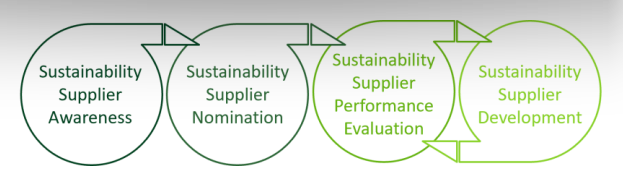 Sustainability
Supplier
Awareness
Sustainability
Supplier
Nomination
Sustainability
Supplier
Performance
Evaluation
Sustainability
Supplier
Development